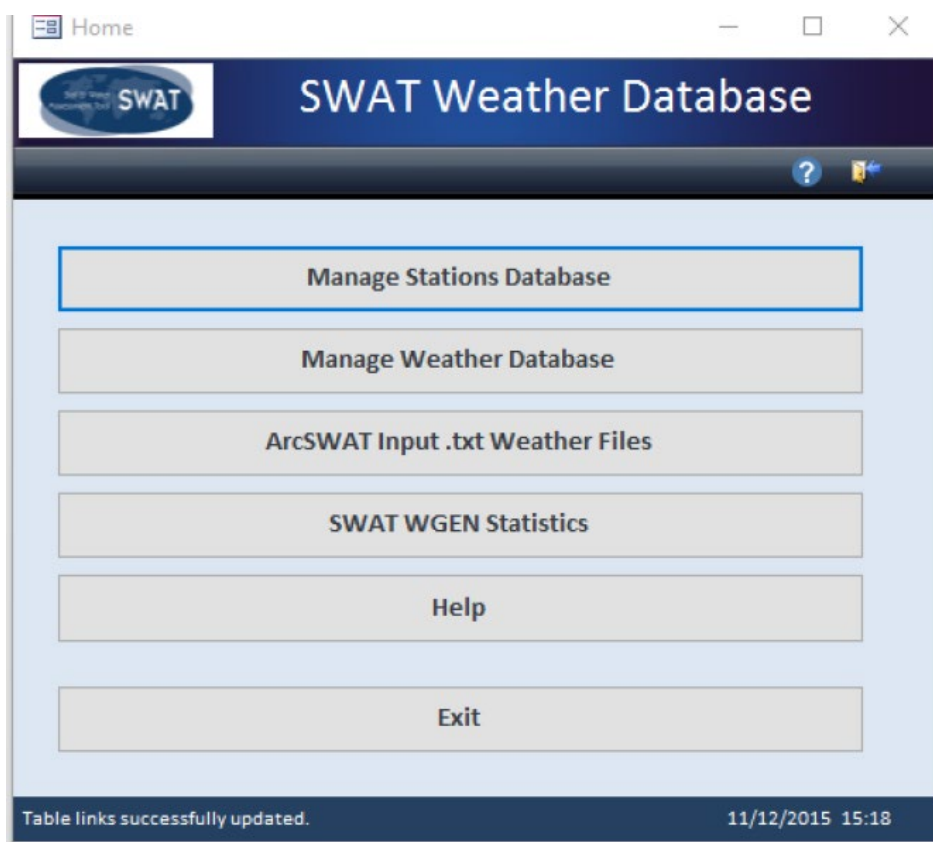 Home
SWAT
SWAT Weather Database
?
Manage Stations Database
Manage Weather Database
ArcSWAT Input .txt Weather Files
SWAT WGEN Statistics
Help
Exit
Table links successfully updated.
11/12/2015 15:18